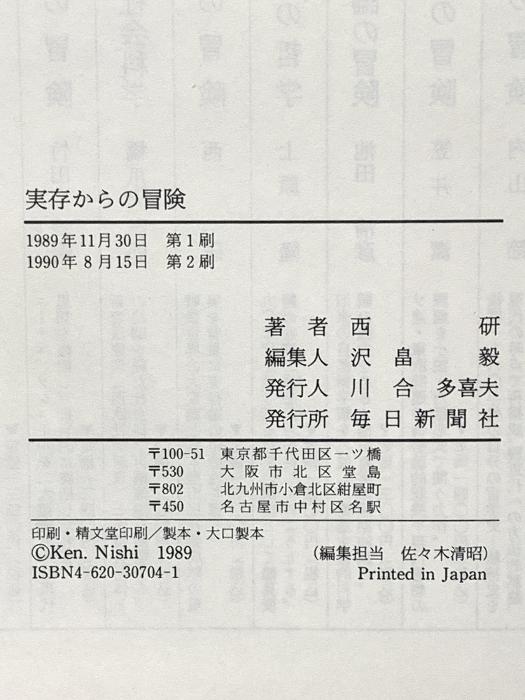 実存からの冒険
1989年11月30日　第1刷
1990年 8月15日　第2刷
著　者　西　　　研
編集人　沢　畠　　毅
発行人　川　合　多喜夫
発行所　毎日新聞社
〒100-51　東京都千代田区一ツ橋
〒530　大阪市北区堂島
〒802　北九州市小倉北区紺屋町
〒450　名古屋市中村区名駅
印刷・精文堂印刷／製本・大口製本
©Ken. Nishi　1989　（編集担当　佐々木清昭）
ISBN4-620-30704-1　Printed in Japan